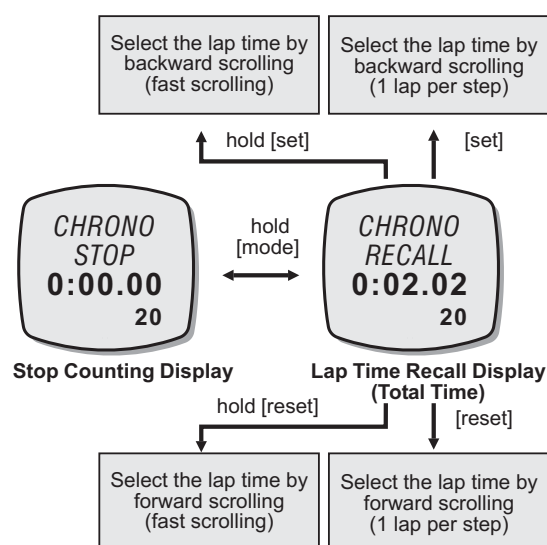 Select the lap time by
backward scrolling
(fast scrolling)
Select the lap time by
backward scrolling
(1 lap per step)
hold [set]
[set]
CHRONO
STOP
0:00.00
20
hold
[mode]
CHRONO
RECALL
0:02.02
20
Stop Counting Display
Lap Time Recall Display
(Total Time)
hold [reset]
[reset]
Select the lap time by
forward scrolling
(fast scrolling)
Select the lap time by
forward scrolling
(1 lap per step)